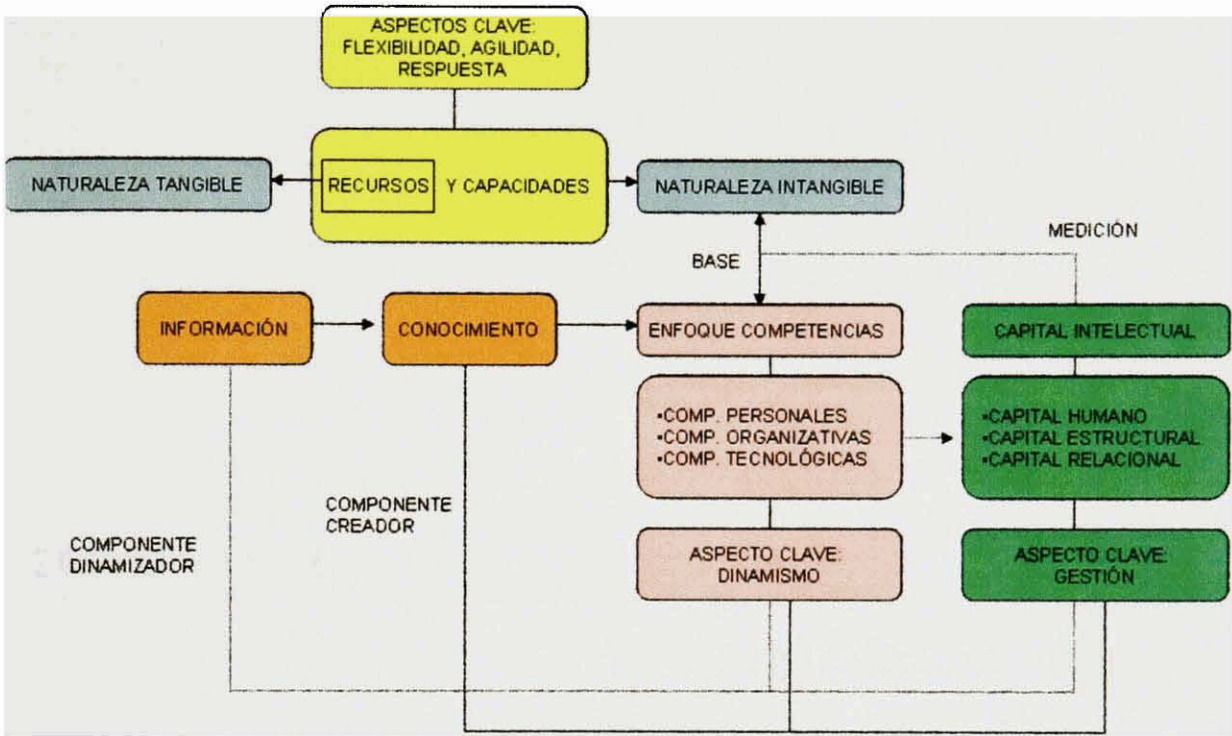 ASPECTOS CLAVE:
FLEXIBILIDAD, AGILIDAD,
RESPUESTA
NATURALEZA TANGIBLE
RECURSOS Y CAPACIDADES
NATURALEZA INTANGIBLE
MEDICIÓN
BASE
INFORMACIÓN
CONOCIMIENTO
ENFOQUE COMPETENCIAS
CAPITAL INTELECTUAL
▪COMP. PERSONALES
▪COMP. ORGANIZATIVAS
▪COMP. TECNOLÓGICAS
▪CAPITAL HUMANO
▪CAPITAL ESTRUCTURAL
▪CAPITAL RELACIONAL
COMPONENTE
CREADOR
COMPONENTE
DINAMIZADOR
ASPECTO CLAVE:
DINAMISMO
ASPECTO CLAVE:
GESTIÓN